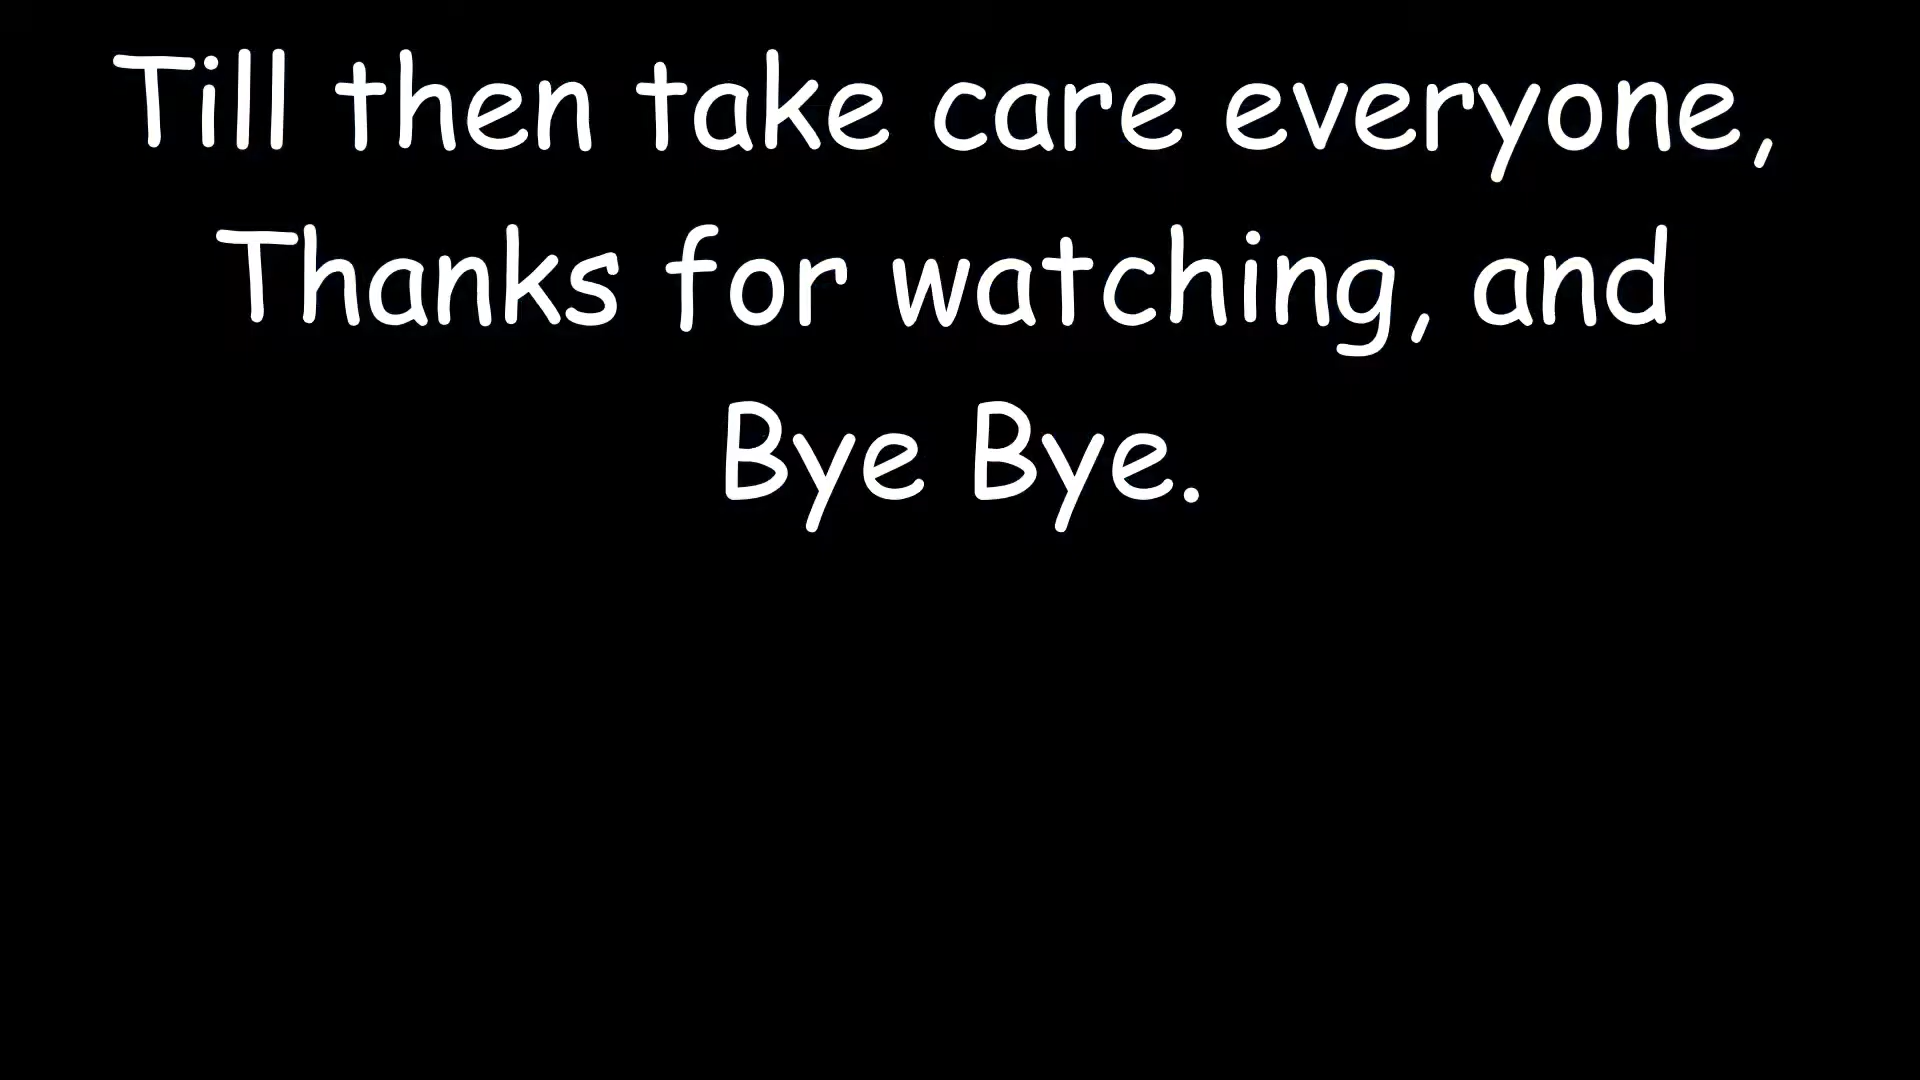 Till then take care everyone,
Thanks for watching, and
Bye Bye.